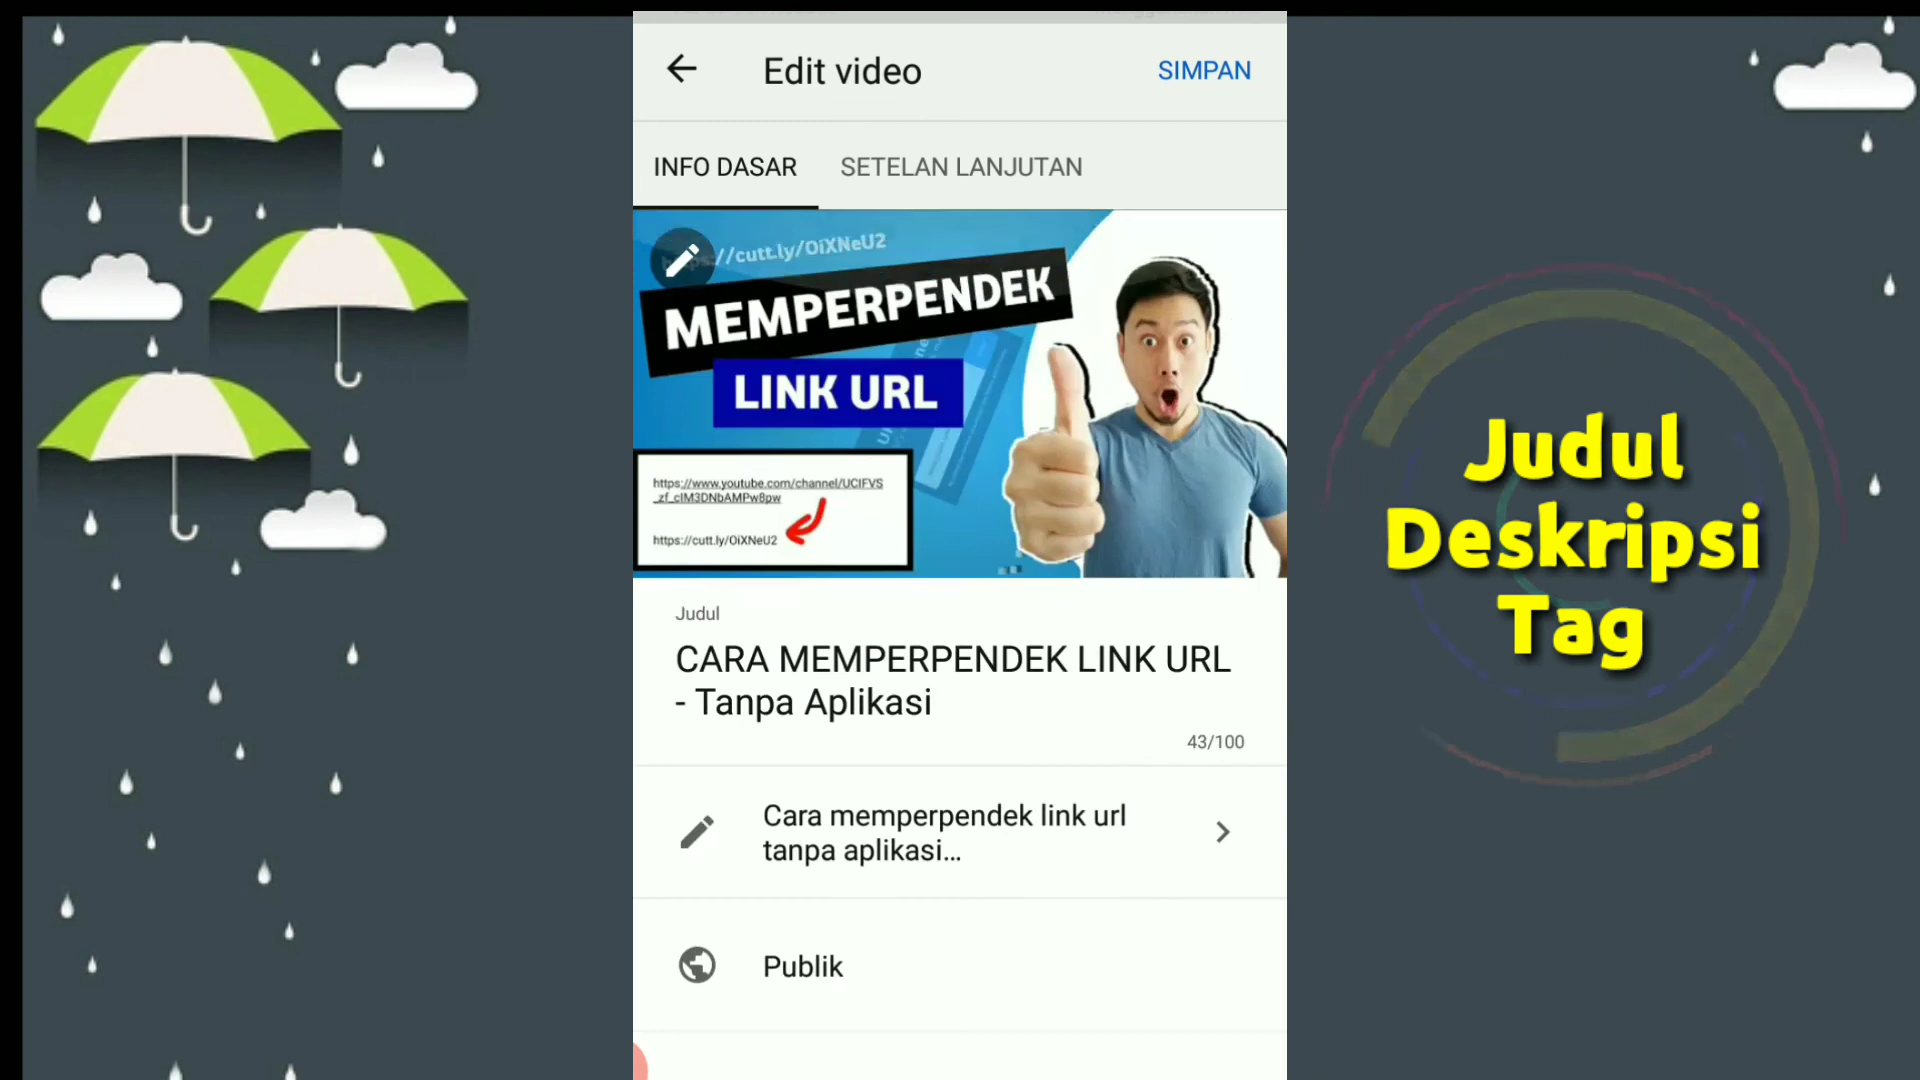 Edit video
SIMPAN
INFO DASAR
SETELAN LANJUTAN
//cutt.ly/OiXNeU2
MEMPERPENDEK
LINK URL
https://www.youtube.com/channel/UCIFVS
_zf_cIM3DNbAMPw8pw
https://cutt.ly/OiXNeU2
Judul
CARA MEMPERPENDEK LINK URL
- Tanpa Aplikasi
43/100
Cara memperpendek link url
tanpa aplikasi...
Publik
Judul
Deskripsi
Tag